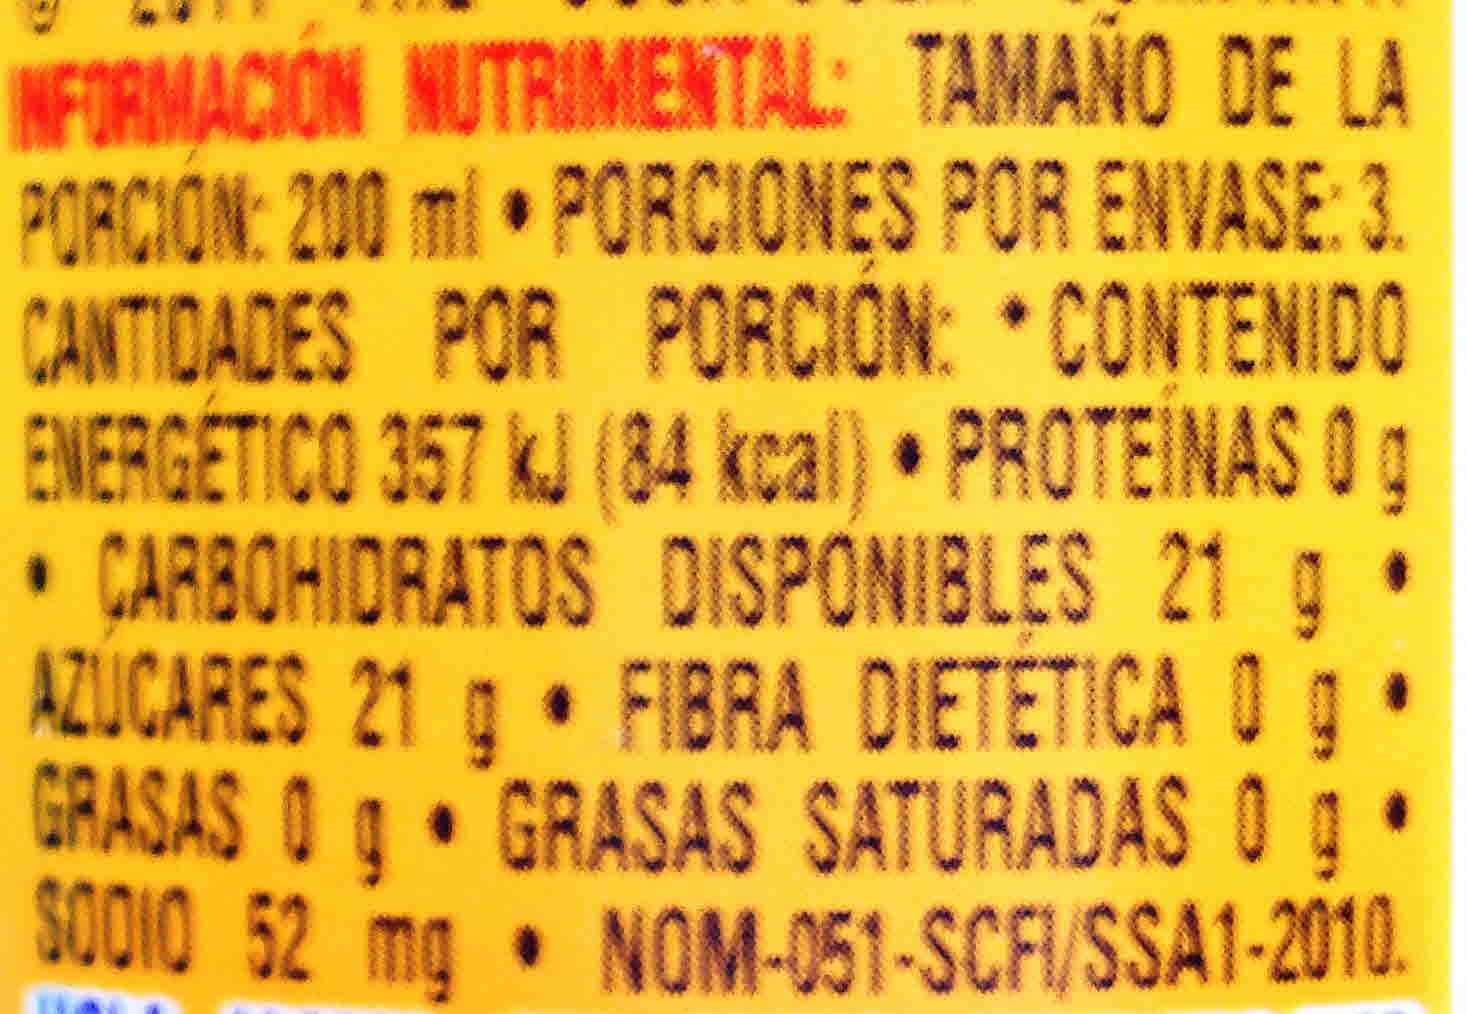 INFORMACIÓN NUTRIMENTAL: TAMAÑO DE LA
PORCIÓN: 200 ml • PORCIONES POR ENVASE: 3.
CANTIDADES POR PORCIÓN: • CONTENIDO
ENERGÉTICO 357 kJ (84 kcal) • PROTEÍNAS 0 g
• CARBOHIDRATOS DISPONIBLES 21 g •
AZÚCARES 21 g • FIBRA DIETÉTICA 0 g •
GRASAS 0 g • GRASAS SATURADAS 0 g •
SODIO 52 mg • NOM-051-SCFI/SSA1-2010.